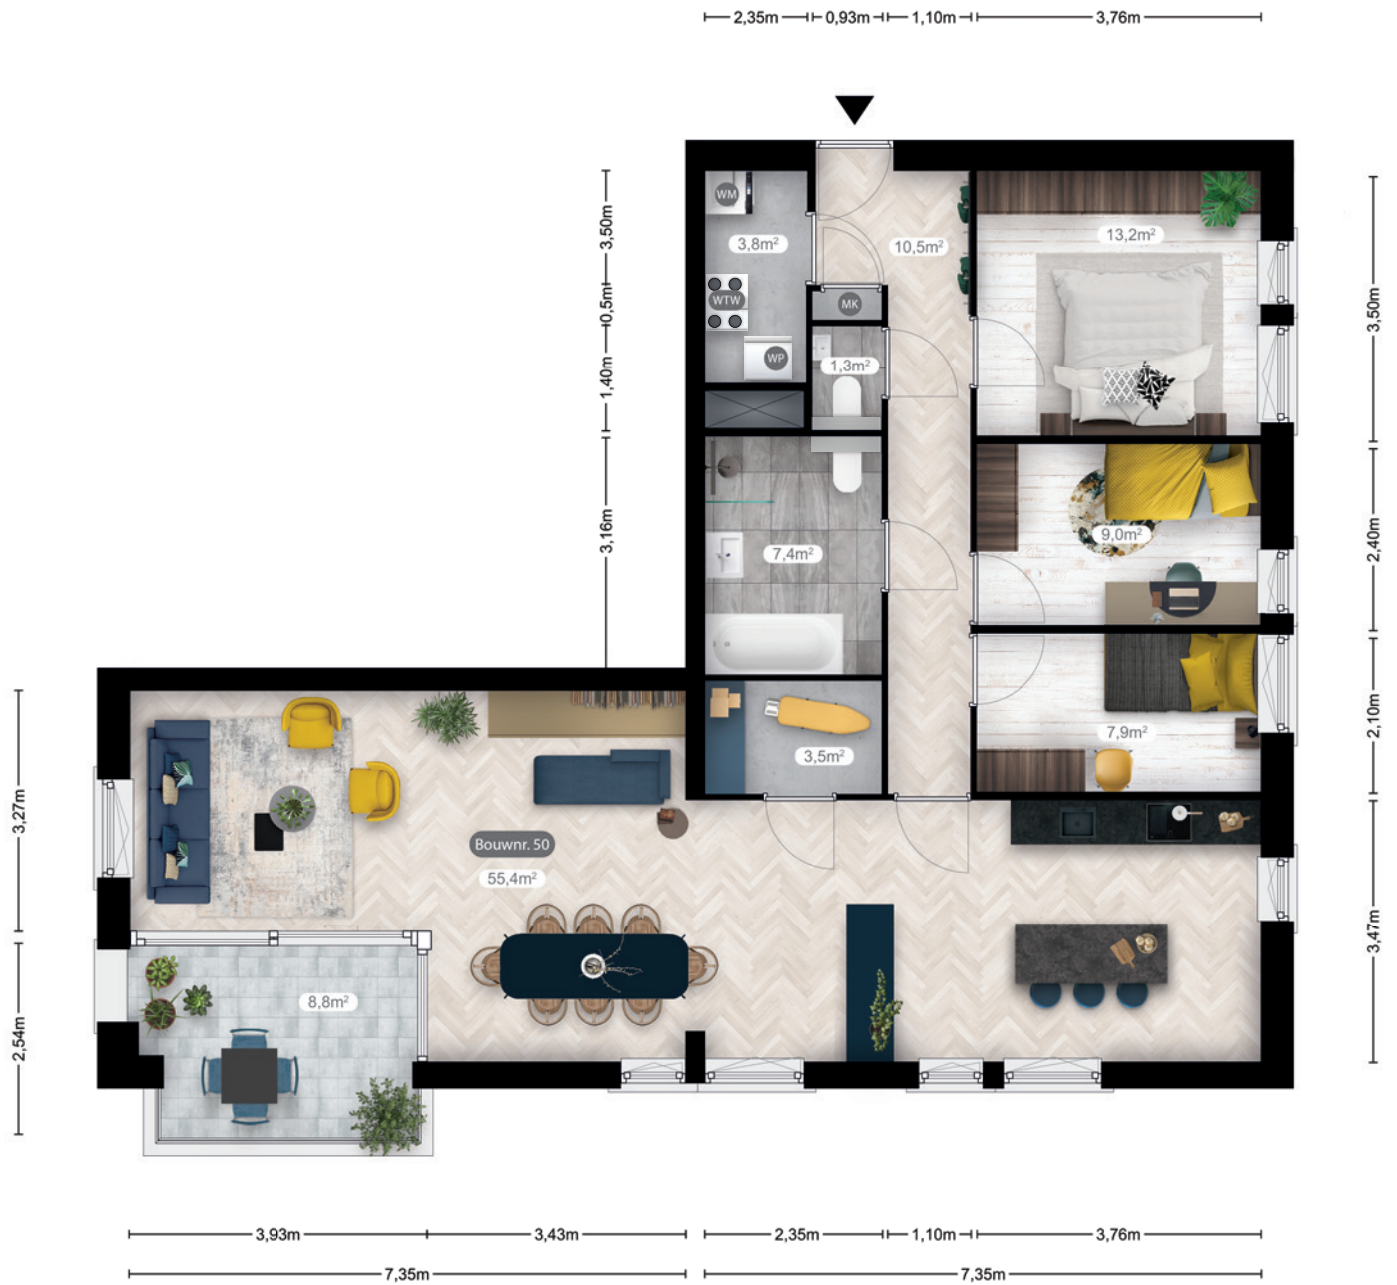 2,35m 0,93m 1,10m 3,76m
WM
3,8m²
10,5m²
13,2m²
WTW
MK
WP
1,3m²
3,50m
0,5m
1,40m
3,16m
3,50m
2,40m
2,10m
3,47m
9,0m²
7,4m²
7,9m²
3,5m²
Bouwnr. 50
55,4m²
8,8m²
3,27m
2,54m
3,93m 3,43m 2,35m 1,10m 3,76m
7,35m 7,35m